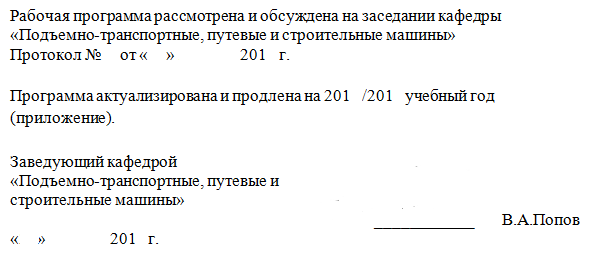 Рабочая программа рассмотрена и обсуждена на заседании кафедры
«Подъемно-транспортные, путевые и строительные машины»
Протокол № от « » 201 г.
Программа актуализирована и продлена на 201 /201 учебный год
(приложение).
Заведующий кафедрой
«Подъемно-транспортные, путевые и
строительные машины»
___________ В.А.Попов
« » 201 г.